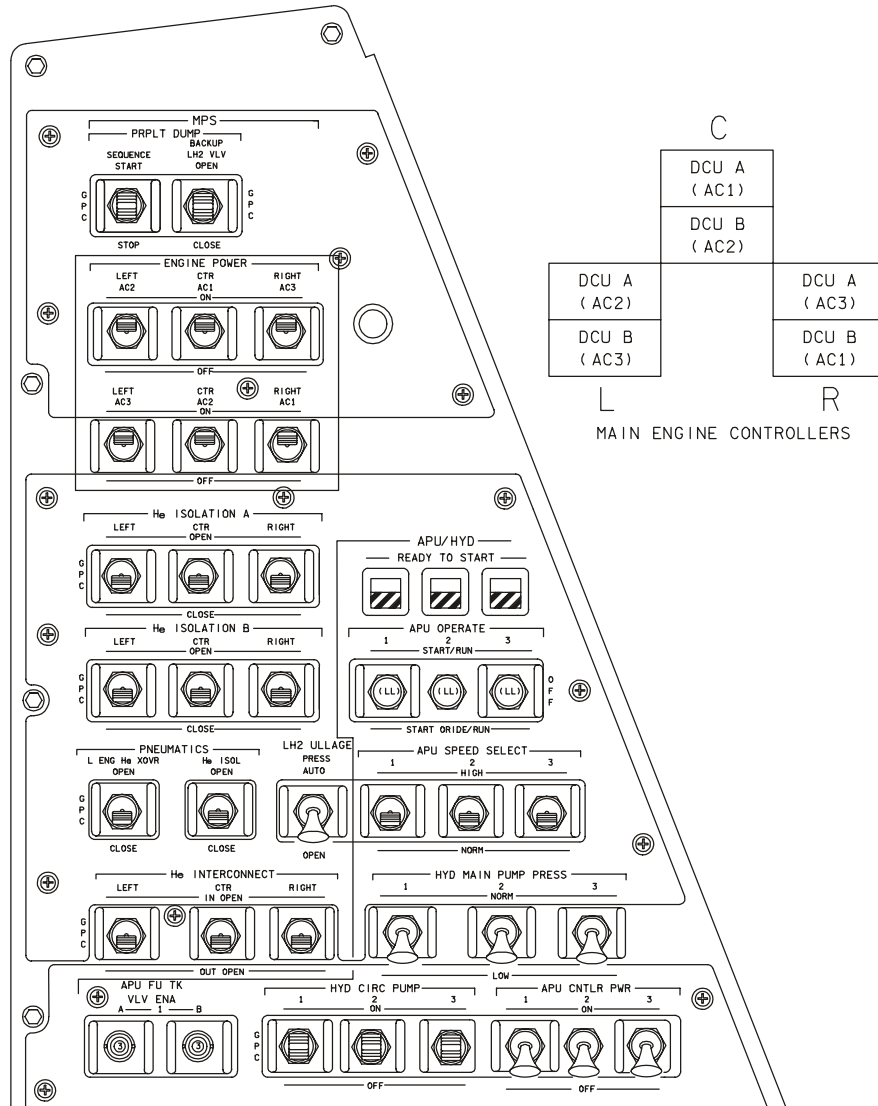 MPS
PRPLT DUMP
SEQUENCE START
BACKUP LH2 VLV OPEN
GPC
GPC
STOP
CLOSE
ENGINE POWER
LEFT AC2
CTR AC1
RIGHT AC3
ON
OFF
LEFT AC3
CTR AC2
RIGHT AC1
ON
OFF
He ISOLATION A
LEFT
CTR
RIGHT
OPEN
GPC
CLOSE
He ISOLATION B
LEFT
CTR
RIGHT
OPEN
GPC
CLOSE
APU/HYD
READY TO START
APU OPERATE
1 2 3
START/RUN
(LL) (LL) (LL)
OFF
START ORIDE/RUN
PNEUMATICS
L ENG He XOVR OPEN
He ISOL OPEN
GPC
CLOSE
CLOSE
LH2 ULLAGE
PRESS
AUTO
OPEN
APU SPEED SELECT
1 2 3
HIGH
NORM
He INTERCONNECT
LEFT
CTR
RIGHT
IN OPEN
GPC
OUT OPEN
HYD MAIN PUMP PRESS
1 2 3
NORM
LOW
APU FU TK
VLV ENA
A 1 B
3 3
HYD CIRC PUMP
1 2 3
ON
GPC
OFF
APU CNTLR PWR
1 2 3
ON
OFF
C
DCU A
(AC1)
DCU B
(AC2)
DCU A
(AC2)
DCU B
(AC3)
DCU A
(AC3)
DCU B
(AC1)
L
R
MAIN ENGINE CONTROLLERS